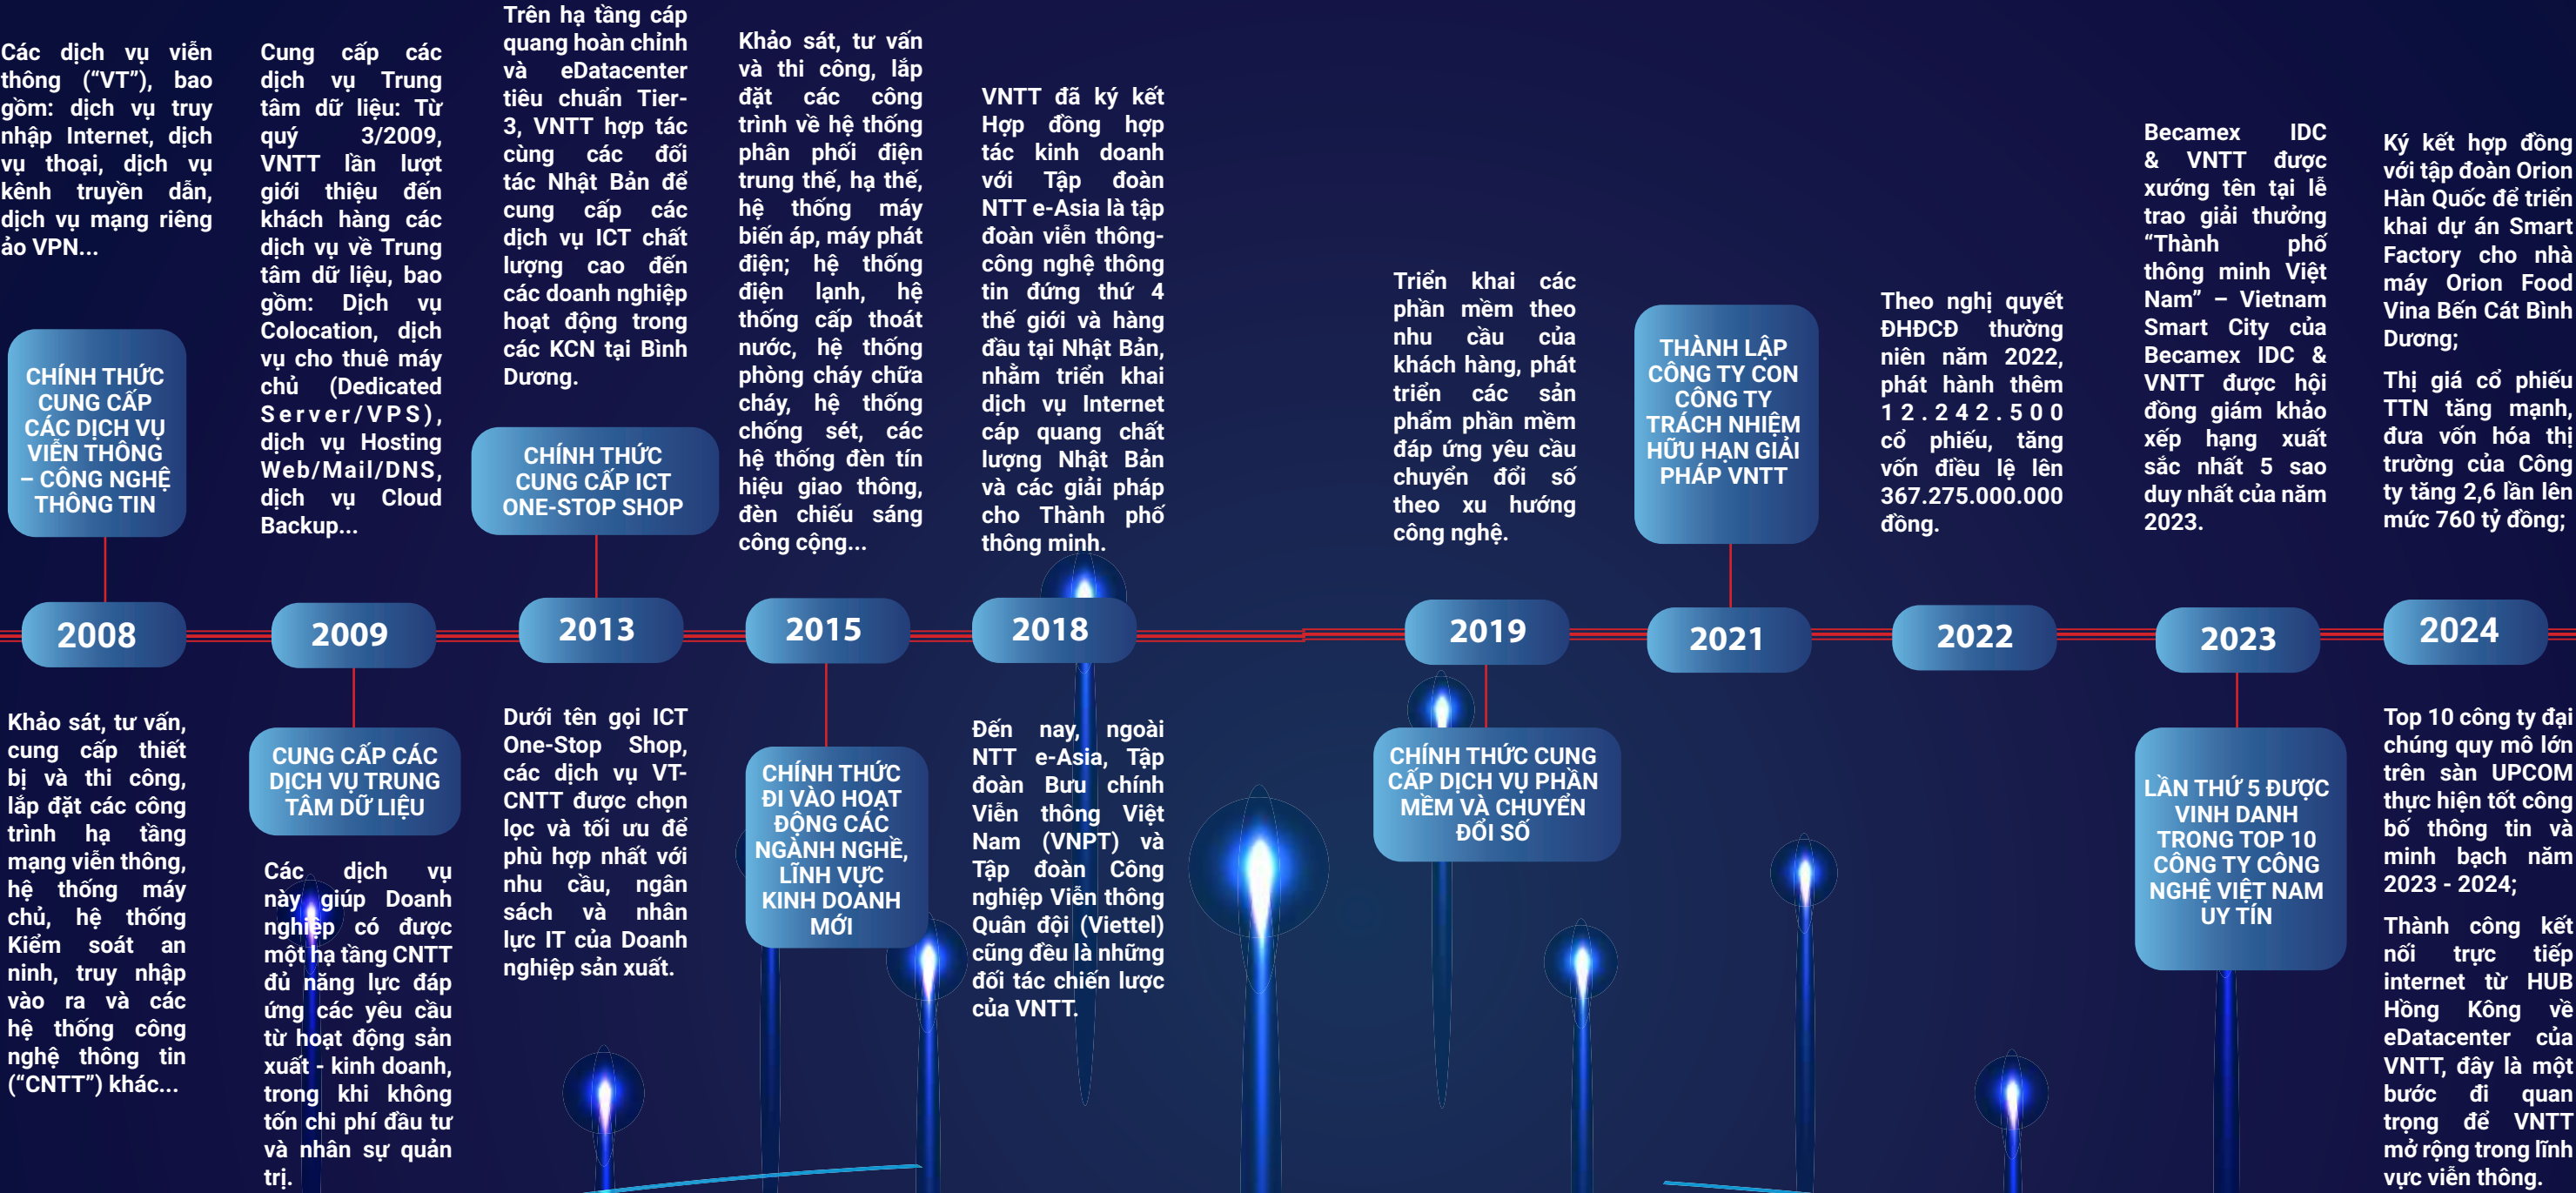 Các dịch vụ viễn
thông (“VT”), bao
gồm: dịch vụ truy
nhập Internet, dịch
vụ thoại, dịch vụ
kênh truyền dẫn,
dịch vụ mạng riêng
ảo VPN...
CHÍNH THỨC
CUNG CẤP
CÁC DỊCH VỤ
VIỄN THÔNG
– CÔNG NGHỆ
THÔNG TIN
2008
Khảo sát, tư vấn,
cung cấp thiết
bị và thi công,
lắp đặt các công
trình hạ tầng
mạng viễn thông,
hệ thống máy
chủ, hệ thống
Kiểm soát an
ninh, truy nhập
vào ra và các
hệ thống công
nghệ thông tin
(“CNTT”) khác...
Cung cấp các
dịch vụ Trung
tâm dữ liệu: Từ
quý 3/2009,
VNTT lần lượt
giới thiệu đến
khách hàng các
dịch vụ về Trung
tâm dữ liệu, bao
gồm: Dịch vụ
Colocation, dịch
vụ cho thuê máy
chủ (Dedicated
Server/VPS),
dịch vụ Hosting
Web/Mail/DNS,
dịch vụ Cloud
Backup...
2009
CUNG CẤP CÁC
DỊCH VỤ TRUNG
TÂM DỮ LIỆU
Các dịch vụ
này giúp Doanh
nghiệp có được
một hạ tầng CNTT
đủ năng lực đáp
ứng các yêu cầu
từ hoạt động sản
xuất - kinh doanh,
trong khi không
tốn chi phí đầu tư
và nhân sự quản
trị.
Trên hạ tầng cáp
quang hoàn chỉnh
và eDatacenter
tiêu chuẩn Tier-
3, VNTT hợp tác
cùng các đối
tác Nhật Bản để
cung cấp các
dịch vụ ICT chất
lượng cao đến
các doanh nghiệp
hoạt động trong
các KCN tại Bình
Dương.
CHÍNH THỨC
CUNG CẤP ICT
ONE-STOP SHOP
2013
Dưới tên gọi ICT
One-Stop Shop,
các dịch vụ VT-
CNTT được chọn
lọc và tối ưu để
phù hợp nhất với
nhu cầu, ngân
sách và nhân
lực IT của Doanh
nghiệp sản xuất.
Khảo sát, tư vấn
và thi công, lắp
đặt các công
trình về hệ thống
phân phối điện
trung thế, hạ thế,
hệ thống máy
biến áp, máy phát
điện; hệ thống
điện lạnh, hệ
thống cấp thoát
nước, hệ thống
phòng cháy chữa
cháy, hệ thống
chống sét, các
hệ thống đèn tín
hiệu giao thông,
đèn chiếu sáng
công cộng...
2015
CHÍNH THỨC
ĐI VÀO HOẠT
ĐỘNG CÁC
NGÀNH NGHỀ,
LĨNH VỰC
KINH DOANH
MỚI
VNTT đã ký kết
Hợp đồng hợp
tác kinh doanh
với Tập đoàn
NTT e-Asia là tập
đoàn viễn thông-
công nghệ thông
tin đứng thứ 4
thế giới và hàng
đầu tại Nhật Bản,
nhằm triển khai
dịch vụ Internet
cáp quang chất
lượng Nhật Bản
và các giải pháp
cho Thành phố
thông minh.
2018
Đến nay, ngoài
NTT e-Asia, Tập
đoàn Bưu chính
Viễn thông Việt
Nam (VNPT) và
Tập đoàn Công
nghiệp Viễn thông
Quân đội (Viettel)
cũng đều là những
đối tác chiến lược
của VNTT.
Triển khai các
phần mềm theo
nhu cầu của
khách hàng, phát
triển các sản
phẩm phần mềm
đáp ứng yêu cầu
chuyển đổi số
theo xu hướng
công nghệ.
2019
CHÍNH THỨC CUNG
CẤP DỊCH VỤ PHẦN
MỀM VÀ CHUYỂN
ĐỔI SỐ
THÀNH LẬP
CÔNG TY CON
CÔNG TY
TRÁCH NHIỆM
HỮU HẠN GIẢI
PHÁP VNTT
2021
Theo nghị quyết
ĐHĐCĐ thường
niên năm 2022,
phát hành thêm
12.242.500
cổ phiếu, tăng
vốn điều lệ lên
367.275.000.000
đồng.
2022
Becamex IDC
& VNTT được
xướng tên tại lễ
trao giải thưởng
“Thành phố
thông minh Việt
Nam” – Vietnam
Smart City của
Becamex IDC &
VNTT được hội
đồng giám khảo
xếp hạng xuất
sắc nhất 5 sao
duy nhất của năm
2023.
2023
LẦN THỨ 5 ĐƯỢC
VINH DANH
TRONG TOP 10
CÔNG TY CÔNG
NGHỆ VIỆT NAM
UY TÍN
Ký kết hợp đồng
với tập đoàn Orion
Hàn Quốc để triển
khai dự án Smart
Factory cho nhà
máy Orion Food
Vina Bến Cát Bình
Dương;
Thị giá cổ phiếu
TTN tăng mạnh,
đưa vốn hóa thị
trường của Công
ty tăng 2,6 lần lên
mức 760 tỷ đồng;
2024
Top 10 công ty đại
chúng quy mô lớn
trên sàn UPCOM
thực hiện tốt công
bố thông tin và
minh bạch năm
2023 - 2024;
Thành công kết
nối trực tiếp
internet từ HUB
Hồng Kông về
eDatacenter của
VNTT, đây là một
bước đi quan
trọng để VNTT
mở rộng trong lĩnh
vực viễn thông.